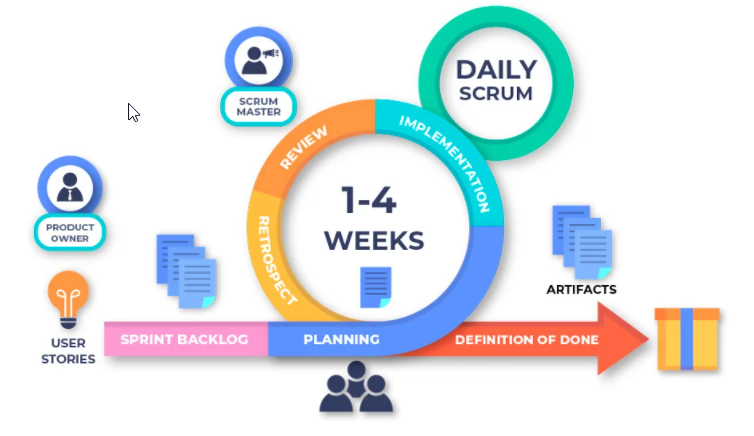 DAILY
SCRUM
SCRUM
MASTER
REVIEW
IMPLEMENTATION
1-4
WEEKS
RETROSPECT
PRODUCT
OWNER
ARTIFACTS
USER
STORIES
SPRINT BACKLOG
PLANNING
DEFINITION OF DONE